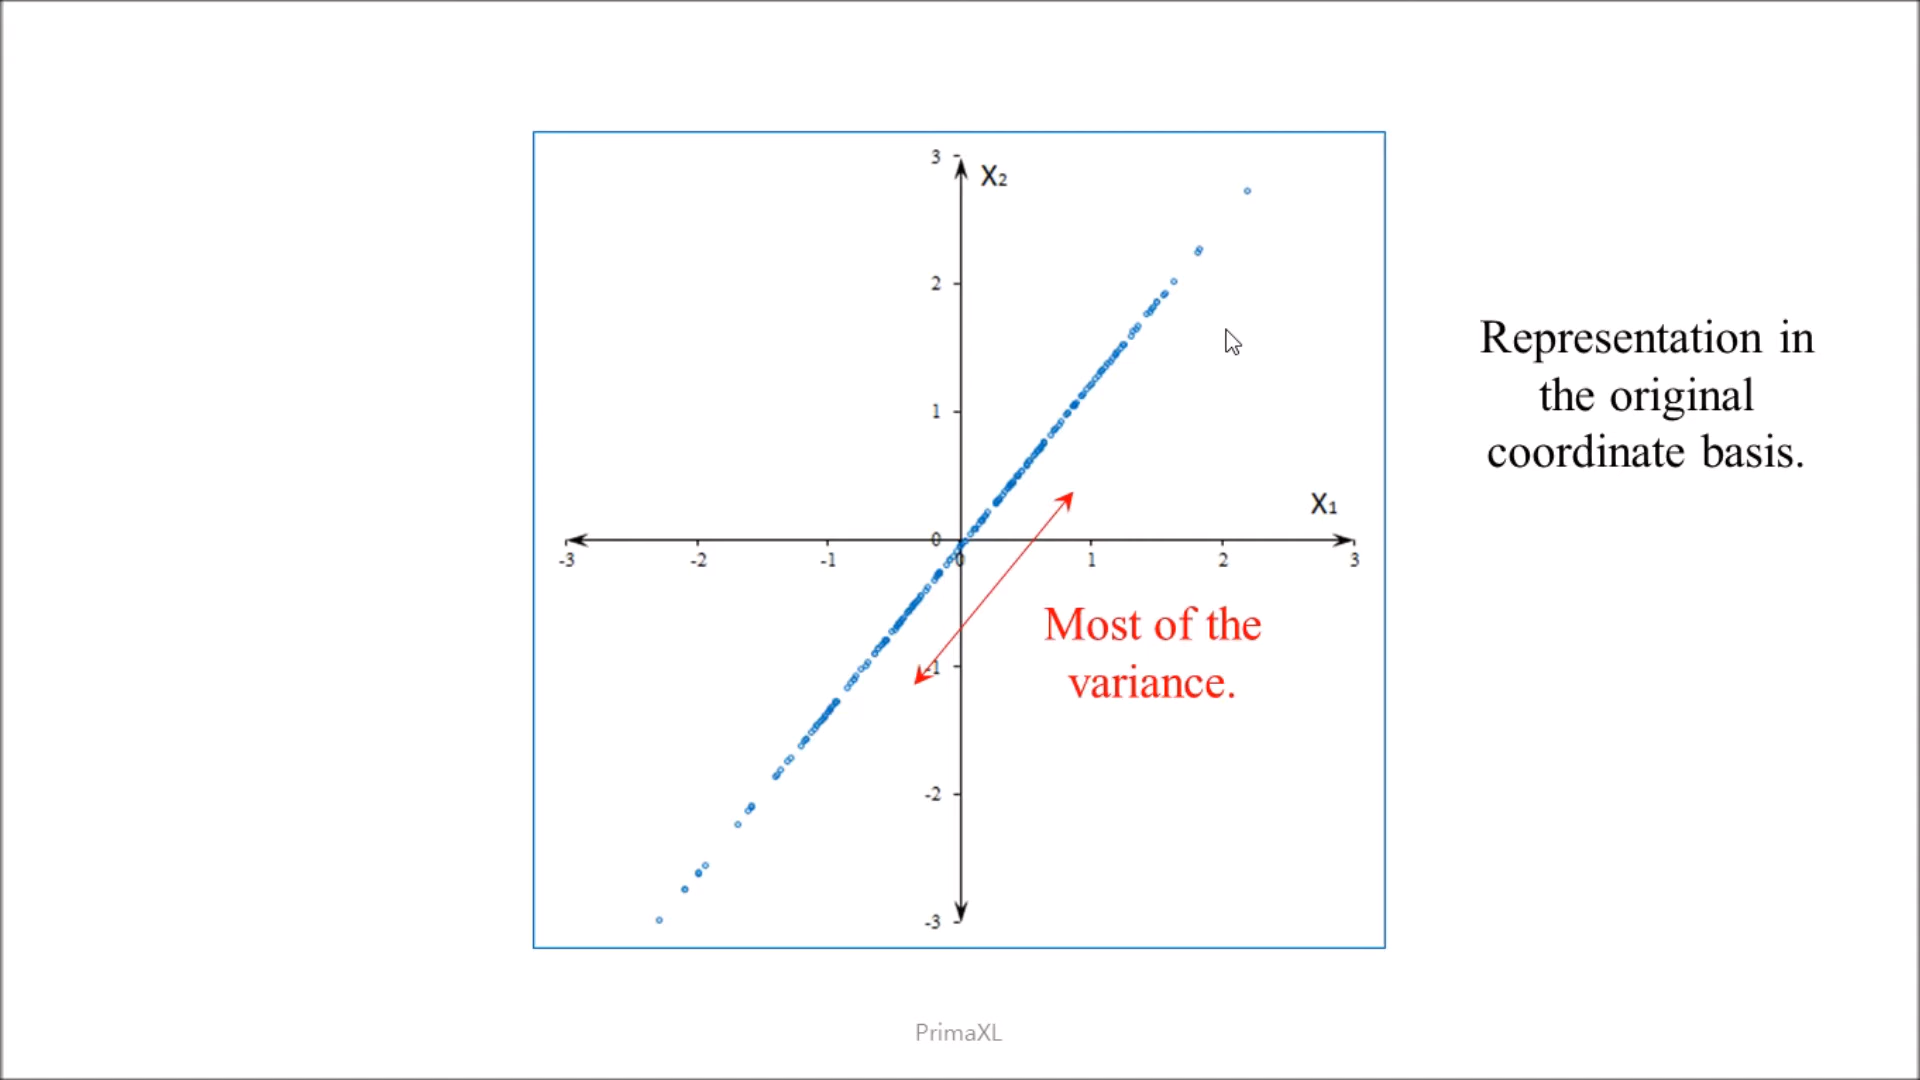 3
X₂
2
1
X₁
0
-3 -2 -1 0 1 2 3
-1
-2
-3
Representation in
the original
coordinate basis.
Most of the
variance.
PrimaXL